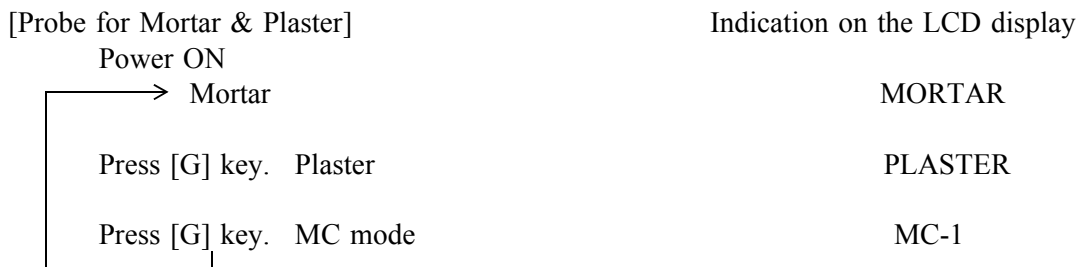 [Probe for Mortar & Plaster] Indication on the LCD display
Power ON
Mortar MORTAR
Press [G] key. Plaster PLASTER
Press [G] key. MC mode MC-1